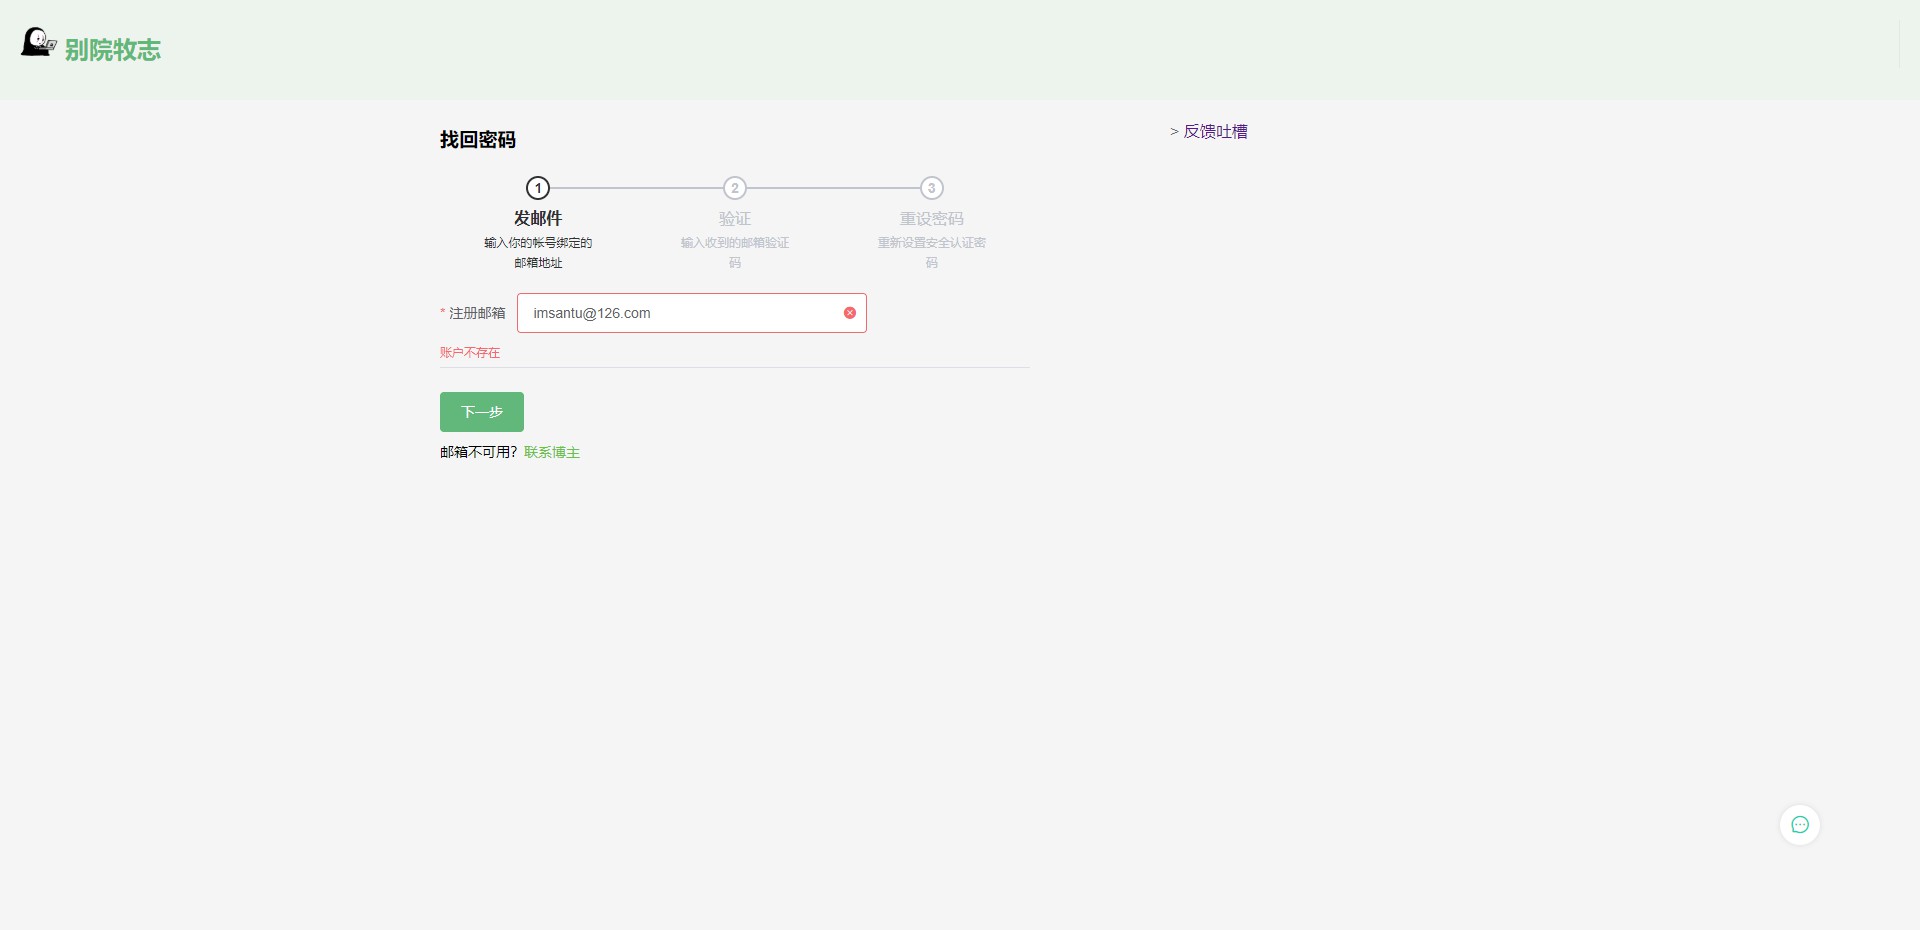 别院牧志
找回密码
> 反馈吐槽
1
2
3
发邮件
验证
重设密码
输入你的帐号绑定的
邮箱地址
输入收到的邮箱验证
码
重新设置安全认证密
码
* 注册邮箱
imsantu@126.com
账户不存在
下一步
邮箱不可用? 联系博主